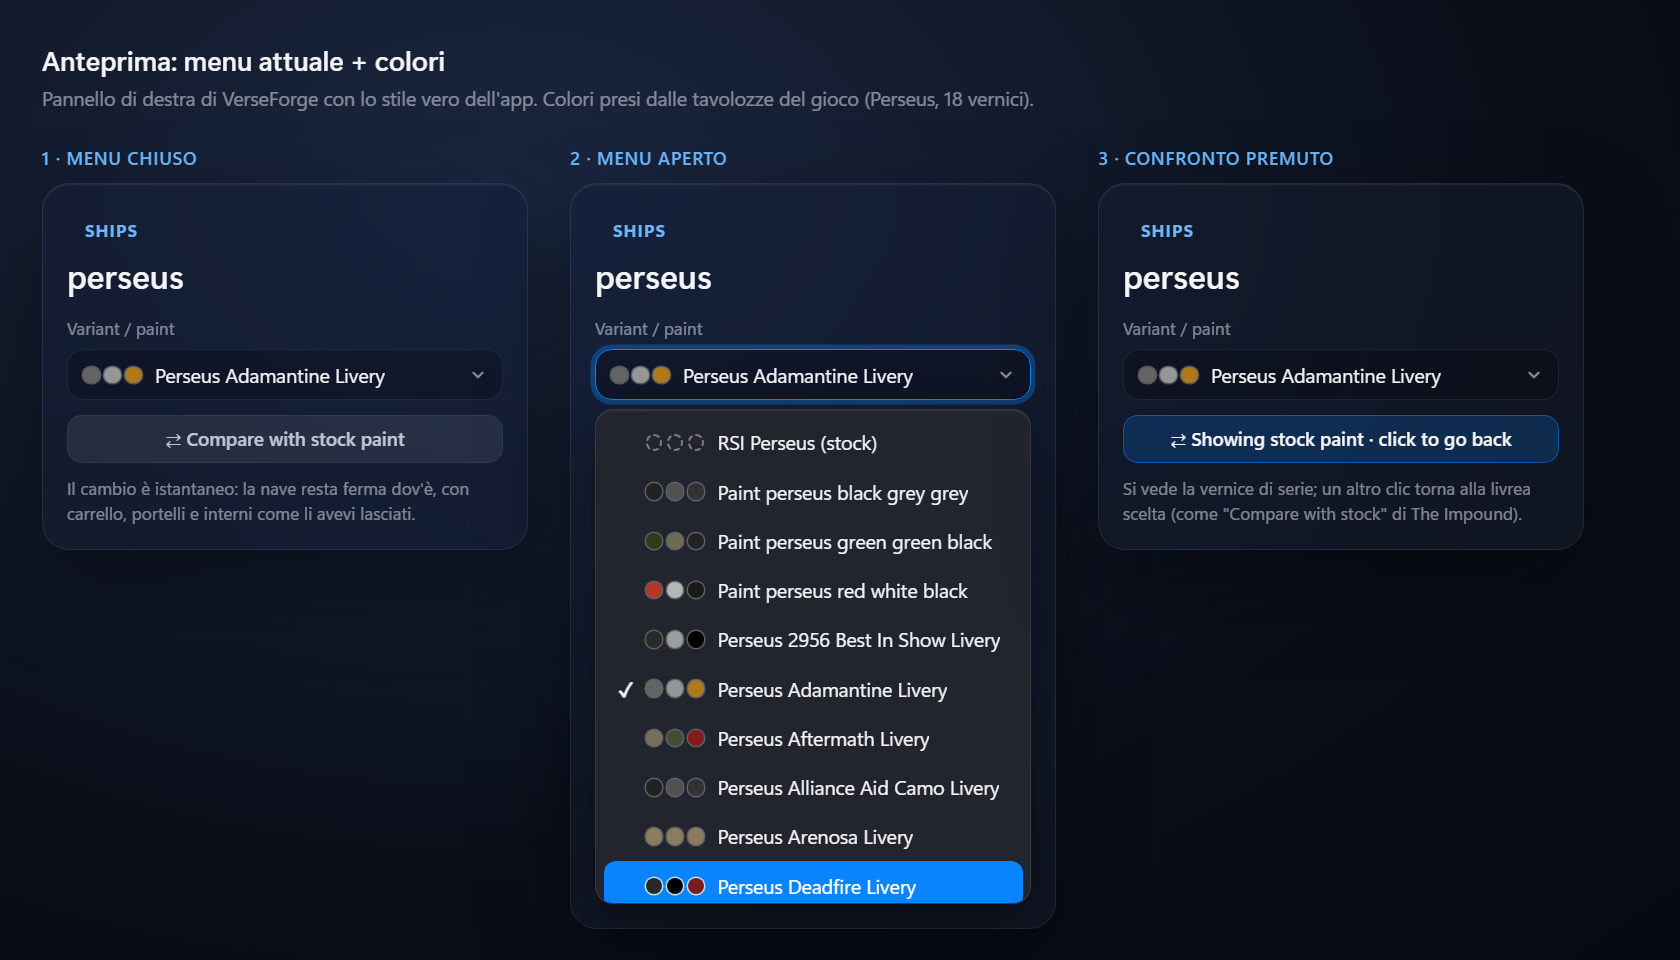 Anteprima: menu attuale + colori
Pannello di destra di VerseForge con lo stile vero dell'app. Colori presi dalle tavolozze del gioco (Perseus, 18 vernici).
1 · MENU CHIUSO
SHIPS
perseus
Variant / paint
Perseus Adamantine Livery
⇄ Compare with stock paint
Il cambio è istantaneo: la nave resta ferma dov'è, con
carrello, portelli e interni come li avevi lasciati.
2 · MENU APERTO
SHIPS
perseus
Variant / paint
Perseus Adamantine Livery
RSI Perseus (stock)
Paint perseus black grey grey
Paint perseus green green black
Paint perseus red white black
Perseus 2956 Best In Show Livery
✓ Perseus Adamantine Livery
Perseus Aftermath Livery
Perseus Alliance Aid Camo Livery
Perseus Arenosa Livery
Perseus Deadfire Livery
3 · CONFRONTO PREMUTO
SHIPS
perseus
Variant / paint
Perseus Adamantine Livery
⇄ Showing stock paint · click to go back
Si vede la vernice di serie; un altro clic torna alla livrea
scelta (come "Compare with stock" di The Impound).